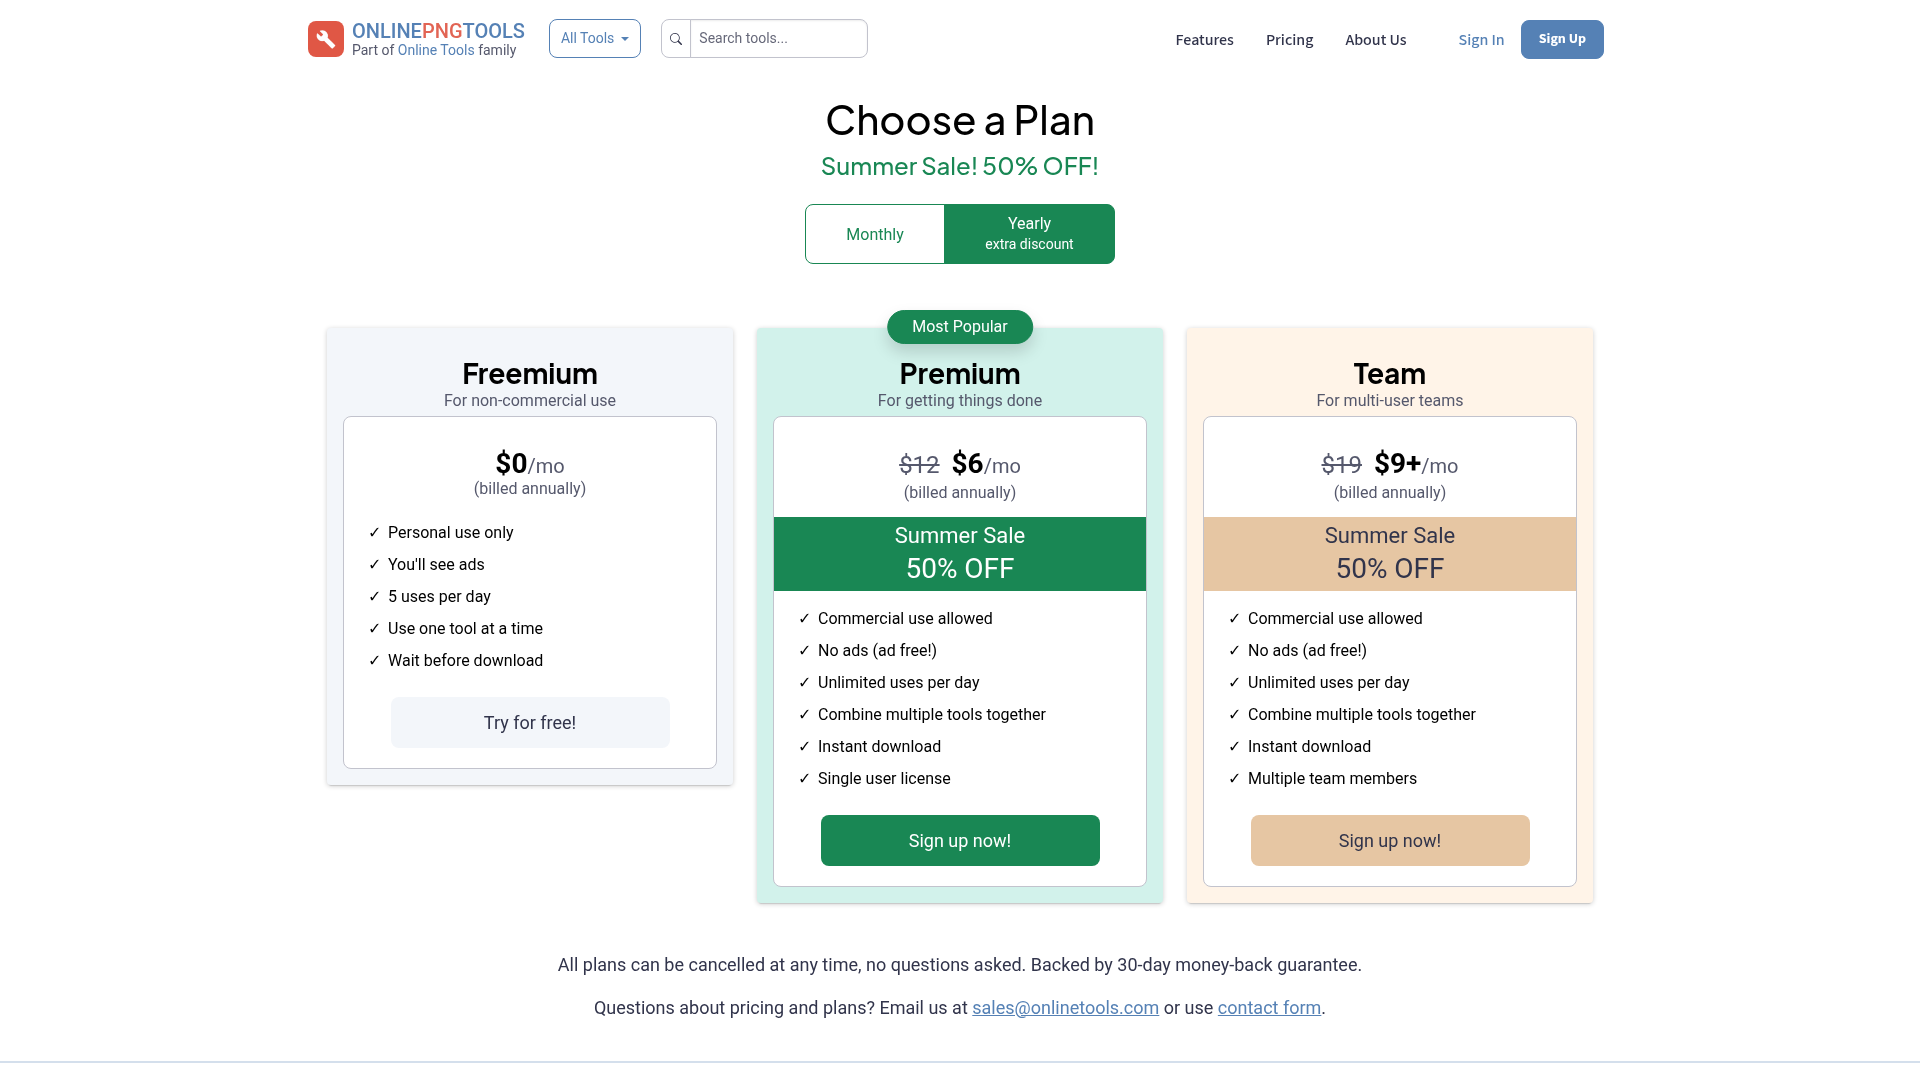 ONLINEPNGTOOLS
Part of Online Tools family
All Tools
Search tools...
Features
Pricing
About Us
Sign In
Sign Up
Choose a Plan
Summer Sale! 50% OFF!
Monthly
Yearly
extra discount
Freemium
For non-commercial use
$0/mo
(billed annually)
✓ Personal use only
✓ You'll see ads
✓ 5 uses per day
✓ Use one tool at a time
✓ Wait before download
Try for free!
Most Popular
Premium
For getting things done
$12 $6/mo
(billed annually)
Summer Sale
50% OFF
✓ Commercial use allowed
✓ No ads (ad free!)
✓ Unlimited uses per day
✓ Combine multiple tools together
✓ Instant download
✓ Single user license
Sign up now!
Team
For multi-user teams
$19 $9+/mo
(billed annually)
Summer Sale
50% OFF
✓ Commercial use allowed
✓ No ads (ad free!)
✓ Unlimited uses per day
✓ Combine multiple tools together
✓ Instant download
✓ Multiple team members
Sign up now!
All plans can be cancelled at any time, no questions asked. Backed by 30-day money-back guarantee.
Questions about pricing and plans? Email us at sales@onlinetools.com or use contact form.